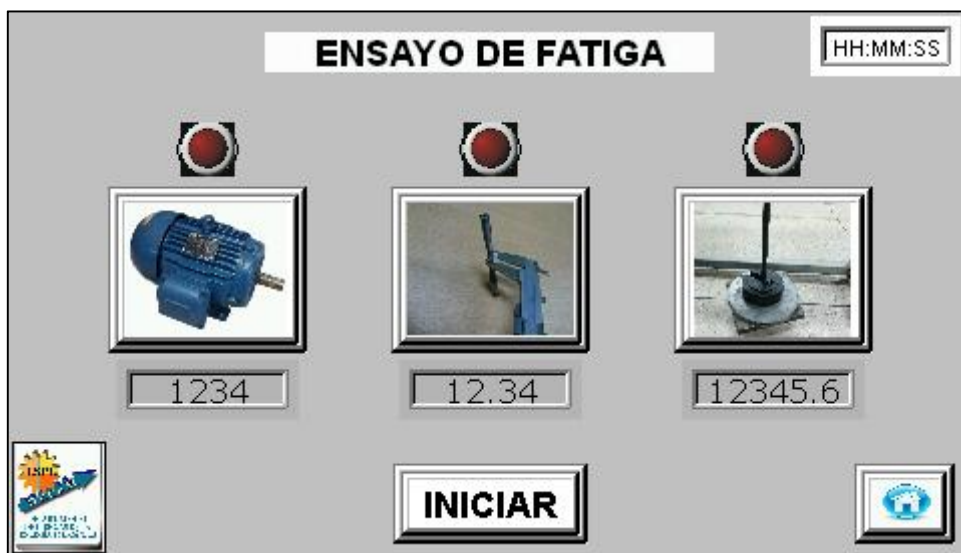 ENSAYO DE FATIGA
HH:MM:SS
1234
12.34
12345.6
INICIAR